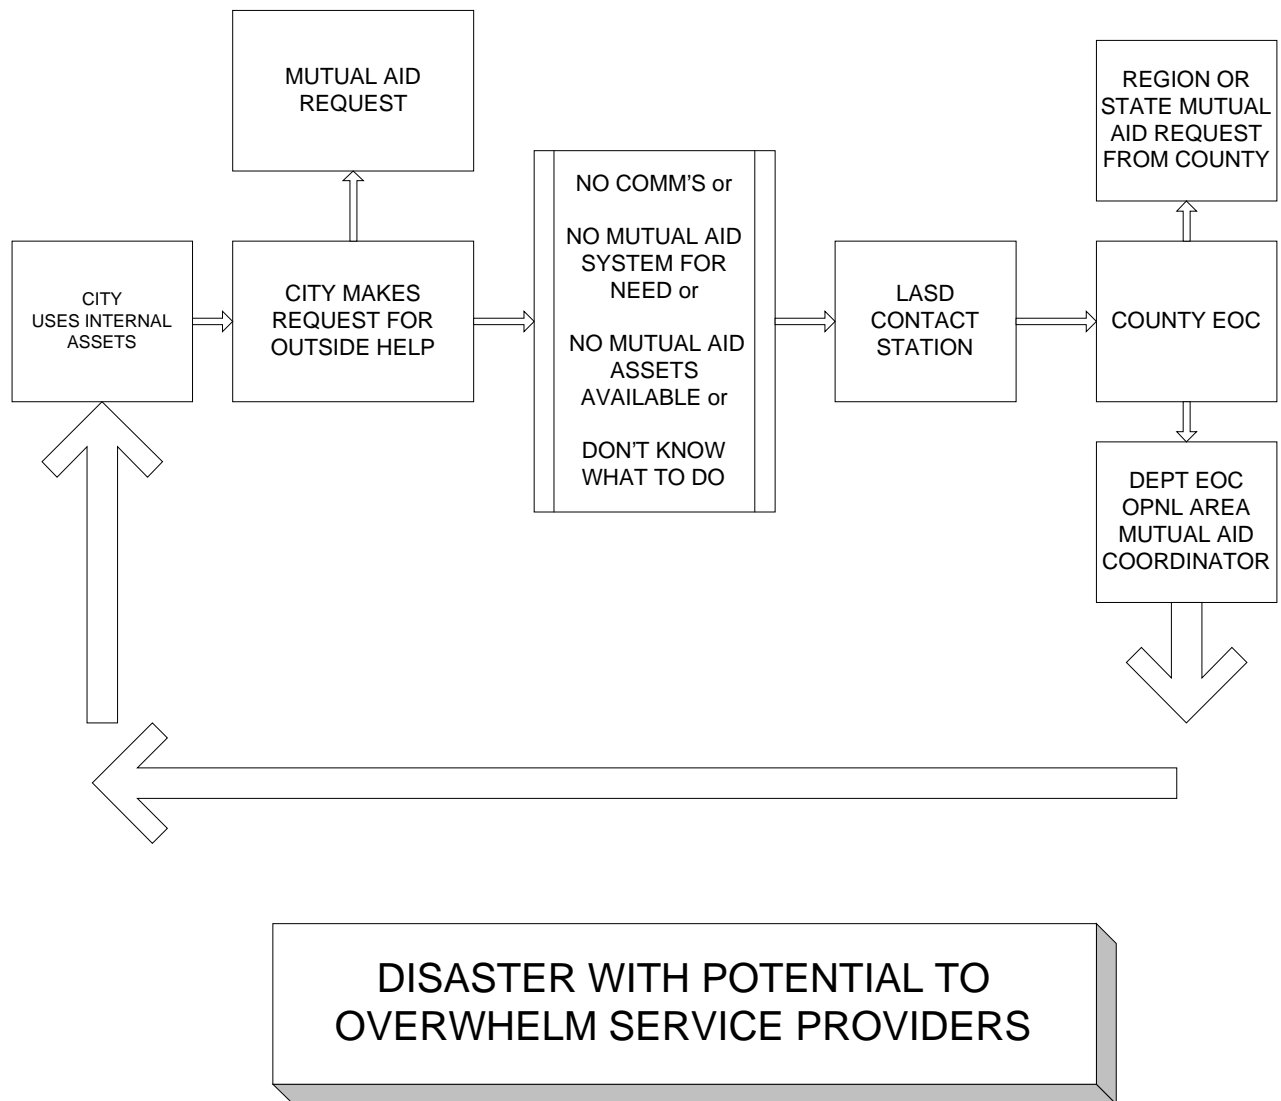 MUTUAL AID
REQUEST
REGION OR
STATE MUTUAL
AID REQUEST
FROM COUNTY
CITY
USES INTERNAL
ASSETS
CITY MAKES
REQUEST FOR
OUTSIDE HELP
NO COMM'S or
NO MUTUAL AID
SYSTEM FOR
NEED or
NO MUTUAL AID
ASSETS
AVAILABLE or
DON'T KNOW
WHAT TO DO
LASD
CONTACT
STATION
COUNTY EOC
DEPT EOC
OPNL AREA
MUTUAL AID
COORDINATOR
DISASTER WITH POTENTIAL TO
OVERWHELM SERVICE PROVIDERS